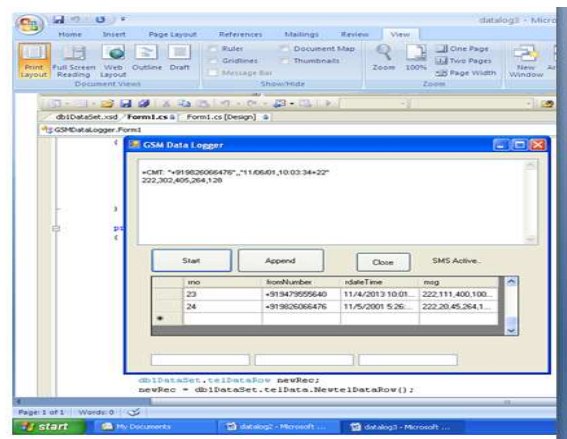 datalog3 - Micro
Home Insert Page Layout References Mailings Review View
Print Layout
Full Screen Reading
Web Layout
Outline
Draft
Ruler
Gridlines
Message Bar
Document Map
Thumbnails
Zoom
100%
One Page
Two Pages
Page Width
New Window
Document Views
Show/Hide
Zoom
db1DataSet.xsd Form1.cs Form1.cs [Design]
GSMDataLogger.Form1
GSM Data Logger
+CMT: "+919826066476",,"11/06/01,10:03:34+22"
222,302,405,264,128
Start Append Close SMS Active..
rno fromNumber rdateTime msg
23 +919479555640 11/4/2013 10:01... 222,111,400,100...
24 +919826066476 11/5/2001 5:26:... 222,20,45,264,1...
db1DataSet.telDataRow newRec;
newRec = db1DataSet.telData.NewtelDataRow();
Page: 1 of 1 Words: 0
start My Documents datalog2 - Microsoft ... datalog3 - Microsoft ...